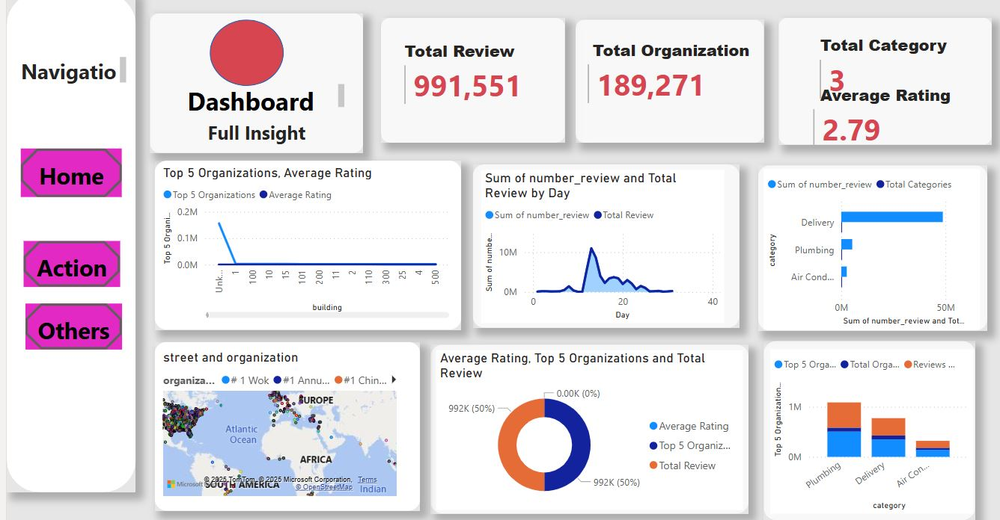 Navigatio
Home
Action
Others
Dashboard
Full Insight
Total Review
991,551
Total Organization
189,271
Total Category
3
Average Rating
2.79
Top 5 Organizations, Average Rating
Top 5 Organizations Average Rating
Top 5 Organi...
0.2M
0.1M
0.0M
Unk... 1 100 10 15 101 200 11 2 110 300 25 4 500
building
Sum of number_review and Total
Review by Day
Sum of number_review Total Review
Sum of numbe...
10M
0M
0 20 40
Day
Sum of number_review Total Categories
category
Delivery
Plumbing
Air Cond...
0M 50M
Sum of number_review and Tot...
street and organization
organiza... # 1 Wok #1 Annu... #1 Chin...
EUROPE
Atlantic
Ocean
AFRICA
SOUTH AMERICA
Indian
© 2025 TomTom, © 2025 Microsoft Corporation, Terms
© OpenStreetMap
Microsoft
Average Rating, Top 5 Organizations and Total
Review
0.00K (0%)
992K (50%)
992K (50%)
Average Rating
Top 5 Organiz...
Total Review
Top 5 Orga... Total Orga... Reviews ...
Top 5 Organization...
1M
0M
Plumbing Delivery Air Con...
category